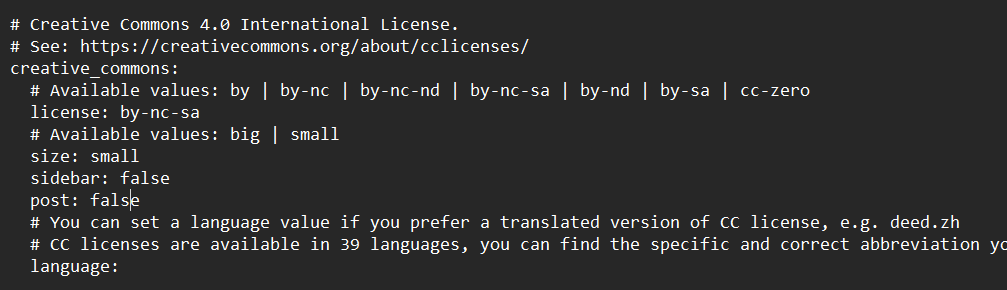 # Creative Commons 4.0 International License.
# See: https://creativecommons.org/about/cclicenses/
creative_commons:
  # Available values: by | by-nc | by-nc-nd | by-nc-sa | by-nd | by-sa | cc-zero
  license: by-nc-sa
  # Available values: big | small
  size: small
  sidebar: false
  post: false
  # You can set a language value if you prefer a translated version of CC license, e.g. deed.zh
  # CC licenses are available in 39 languages, you can find the specific and correct abbreviation
  language: